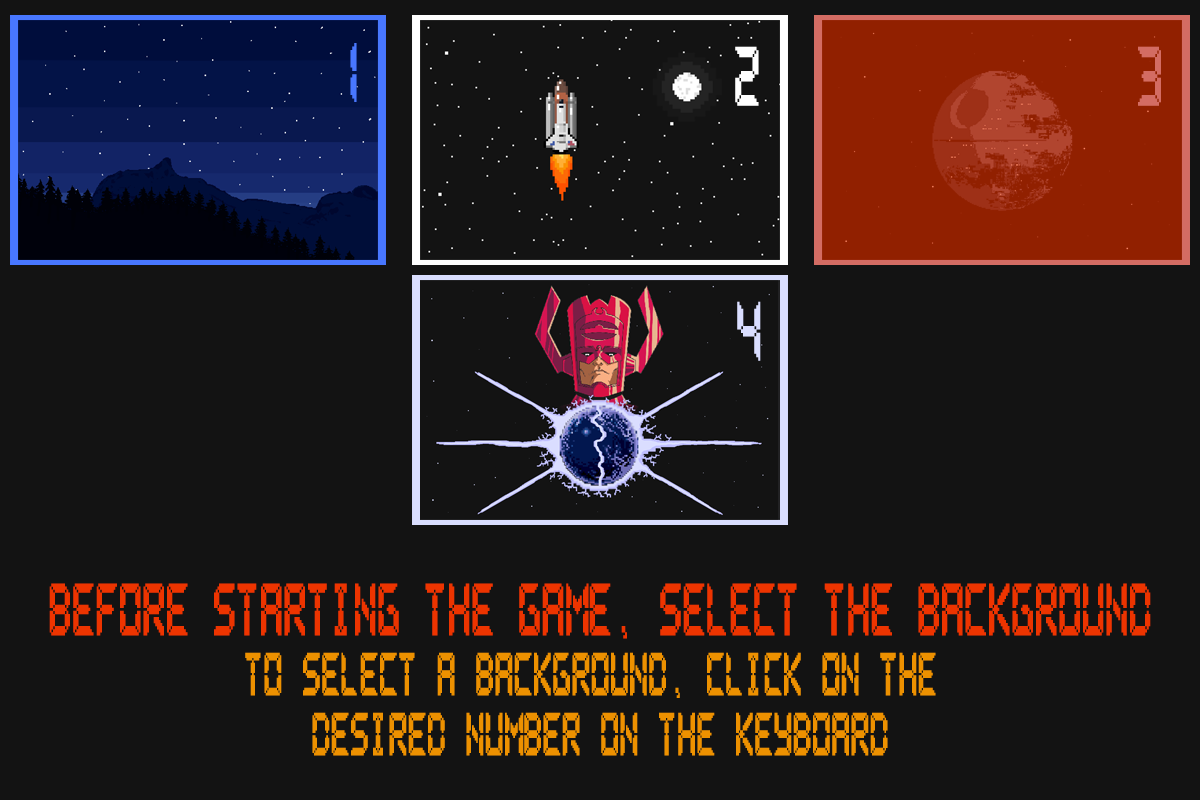 1
2
3
4
BEFORE STARTING THE GAME, SELECT THE BACKGROUND
TO SELECT A BACKGROUND, CLICK ON THE
DESIRED NUMBER ON THE KEYBOARD